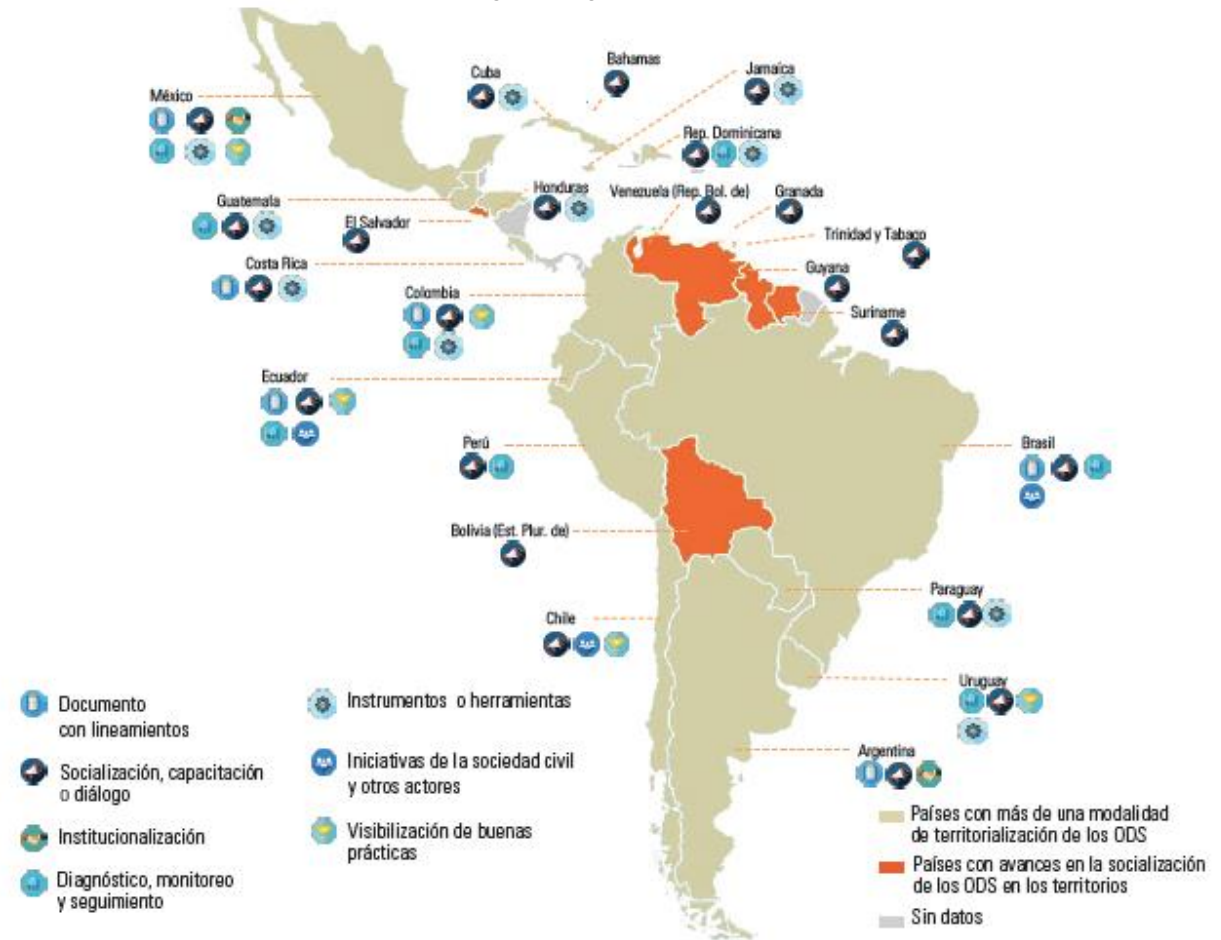 Bahamas
Cuba
Jamaica
México
Rep. Dominicana
Honduras
Venezuela (Rep. Bol. de)
Granada
Guatemala
El Salvador
Trinidad y Tabaco
Costa Rica
Guyana
Colombia
Suriname
Ecuador
Perú
Brasil
Bolivia (Est. Plur. de)
Paraguay
Chile
Uruguay
Argentina
Documento
con lineamientos
Socialización, capacitación
o diálogo
Institucionalización
Diagnóstico, monitoreo
y seguimiento
Instrumentos o herramientas
Iniciativas de la sociedad civil
y otros actores
Visibilización de buenas
prácticas
Países con más de una modalidad
de territorialización de los ODS
Países con avances en la socialización
de los ODS en los territorios
Sin datos